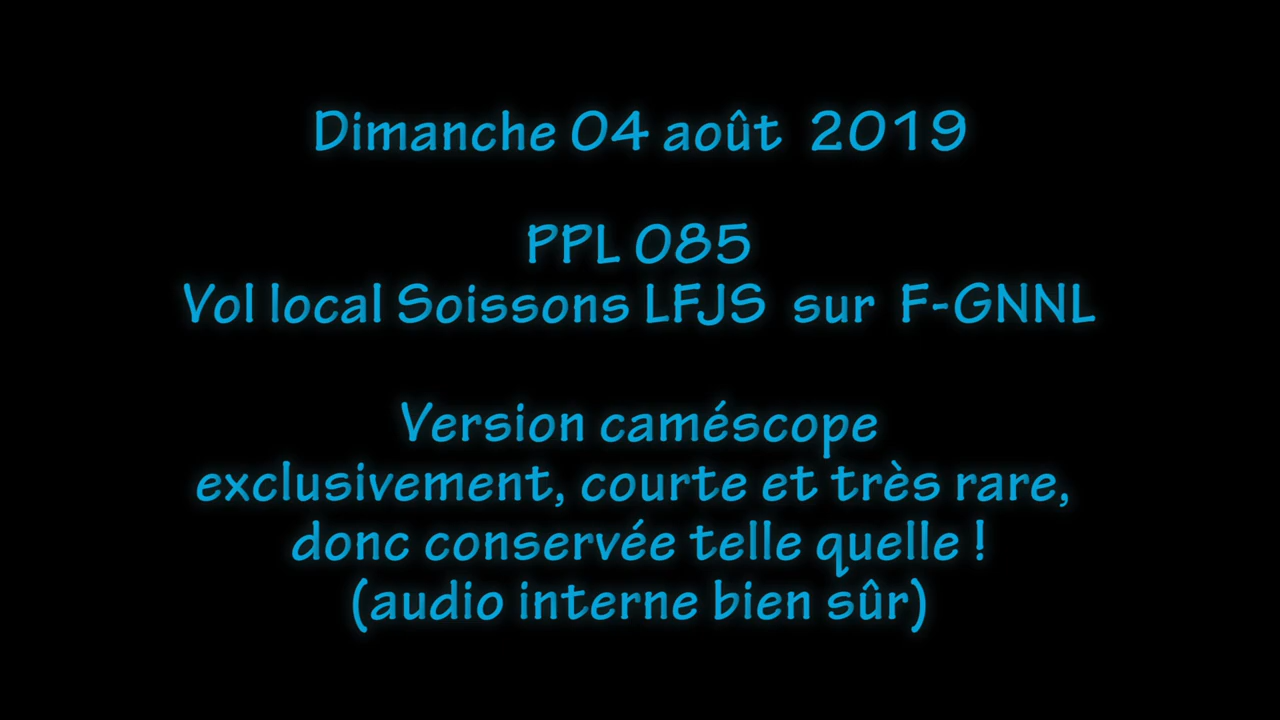 Dimanche 04 août 2019
PPL 085
Vol local Soissons LFJS sur F-GNNL
Version caméscope
exclusivement, courte et très rare,
donc conservée telle quelle !
(audio interne bien sûr)